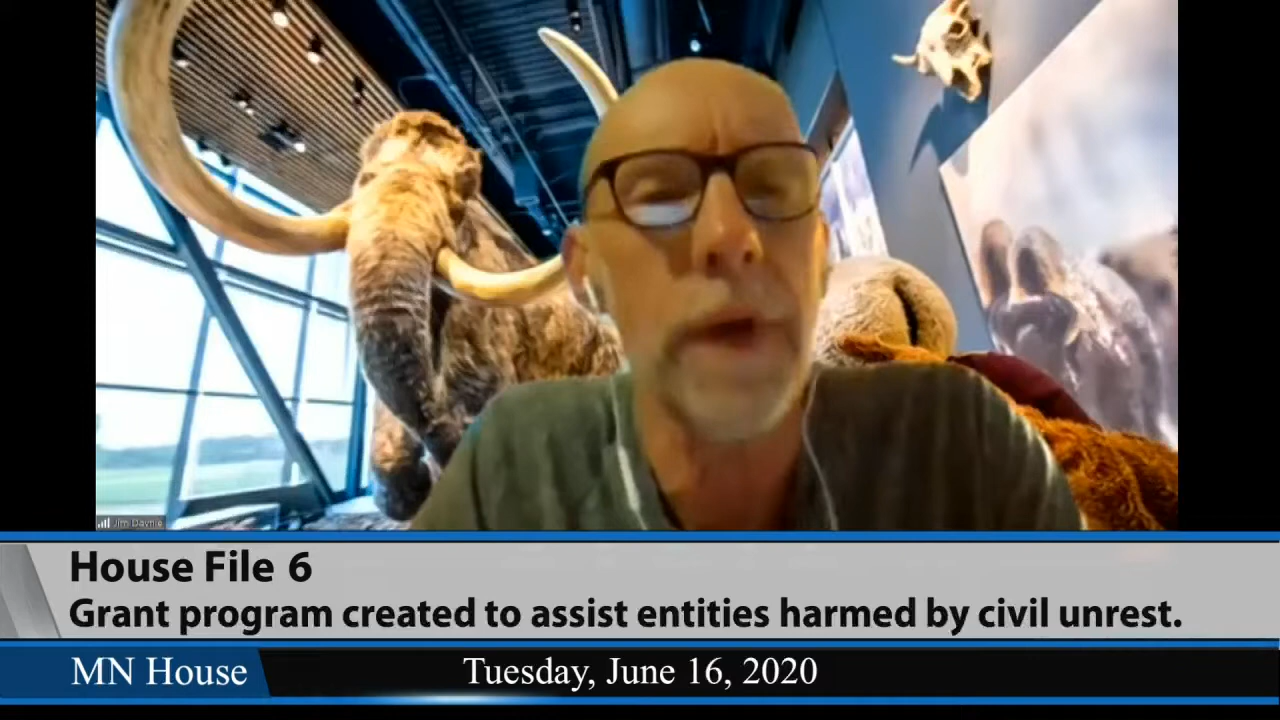 Jim Davnie
House File 6
Grant program created to assist entities harmed by civil unrest.
MN House
Tuesday, June 16, 2020